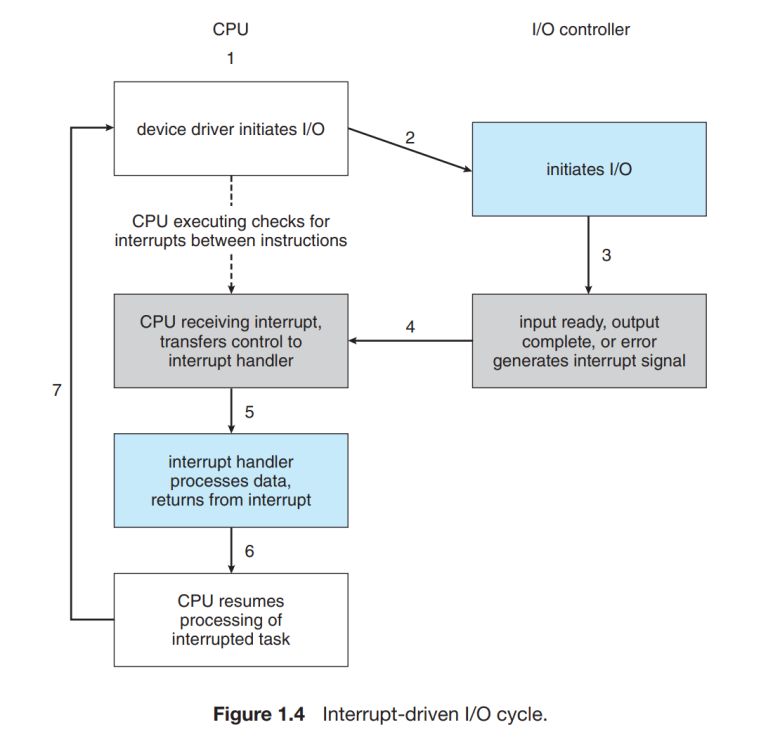 CPU
I/O controller
1
device driver initiates I/O
2
initiates I/O
CPU executing checks for
interrupts between instructions
3
CPU receiving interrupt,
transfers control to
interrupt handler
4
input ready, output
complete, or error
generates interrupt signal
7
5
interrupt handler
processes data,
returns from interrupt
6
CPU resumes
processing of
interrupted task
Figure 1.4 Interrupt-driven I/O cycle.